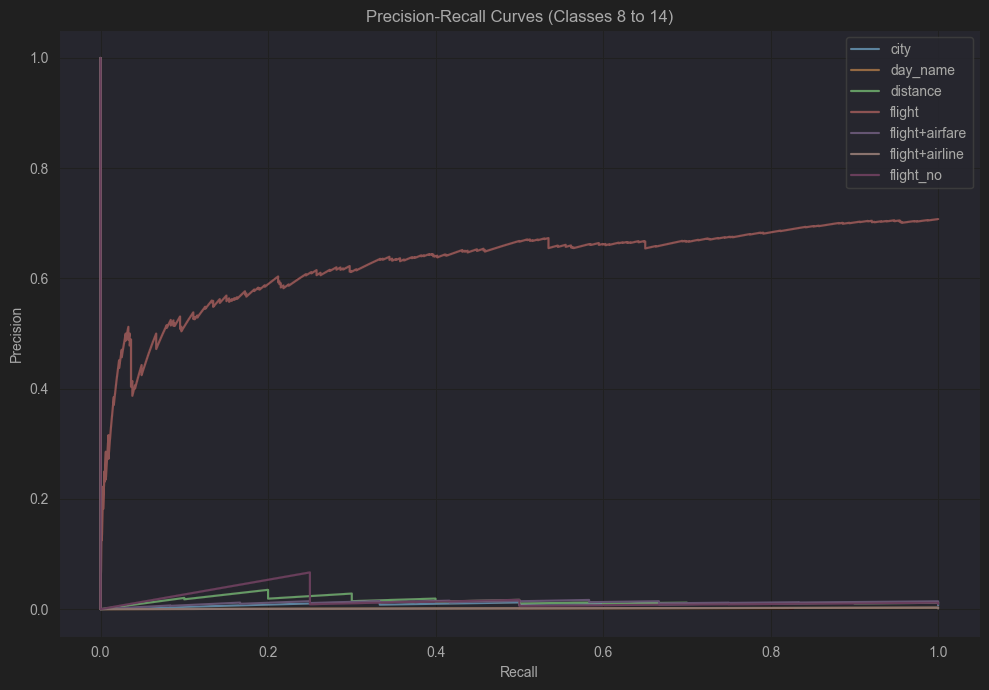 Precision-Recall Curves (Classes 8 to 14)
city
day_name
distance
flight
flight+airfare
flight+airline
flight_no
1.0
0.8
0.6
0.4
0.2
0.0
Precision
0.0 0.2 0.4 0.6 0.8 1.0
Recall